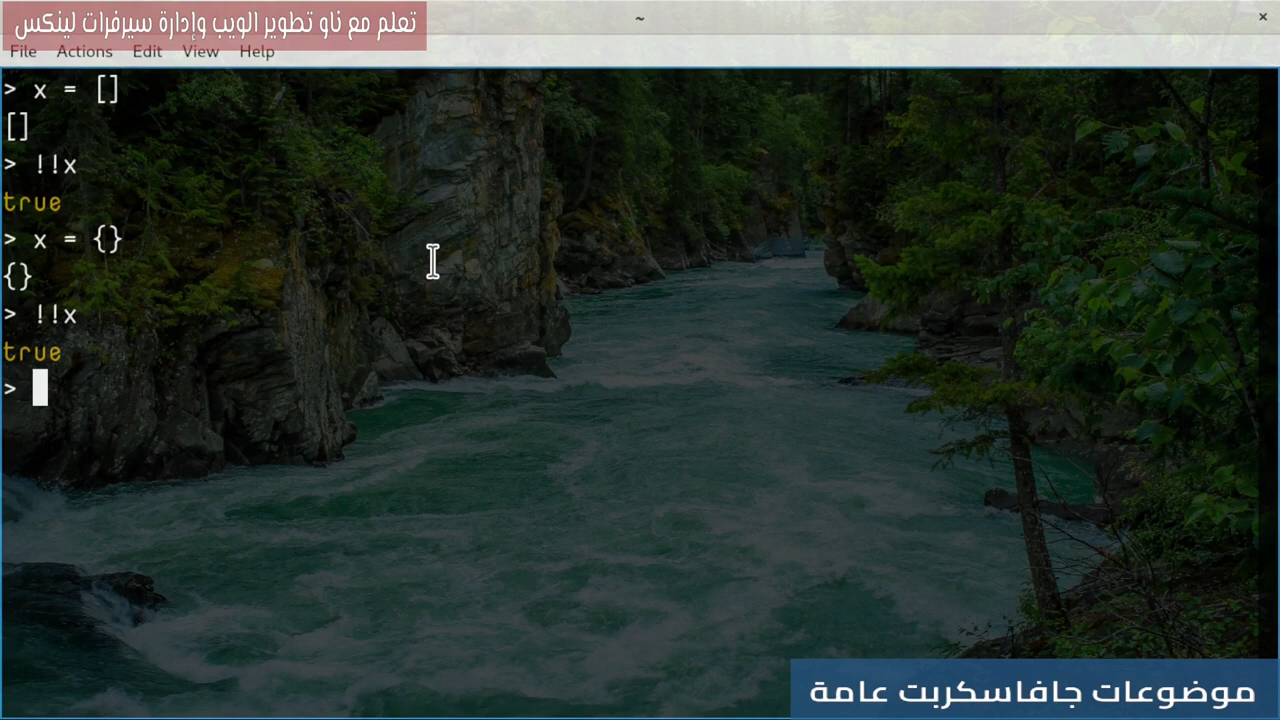 تعلم مع ناو تطوير الويب وإدارة سيرفرات لينكس
~ ×
File Actions Edit View Help
> x = []
[]
> !!x
true
> x = {}
{}
> !!x
true
>
موضوعات جافاسكربت عامة